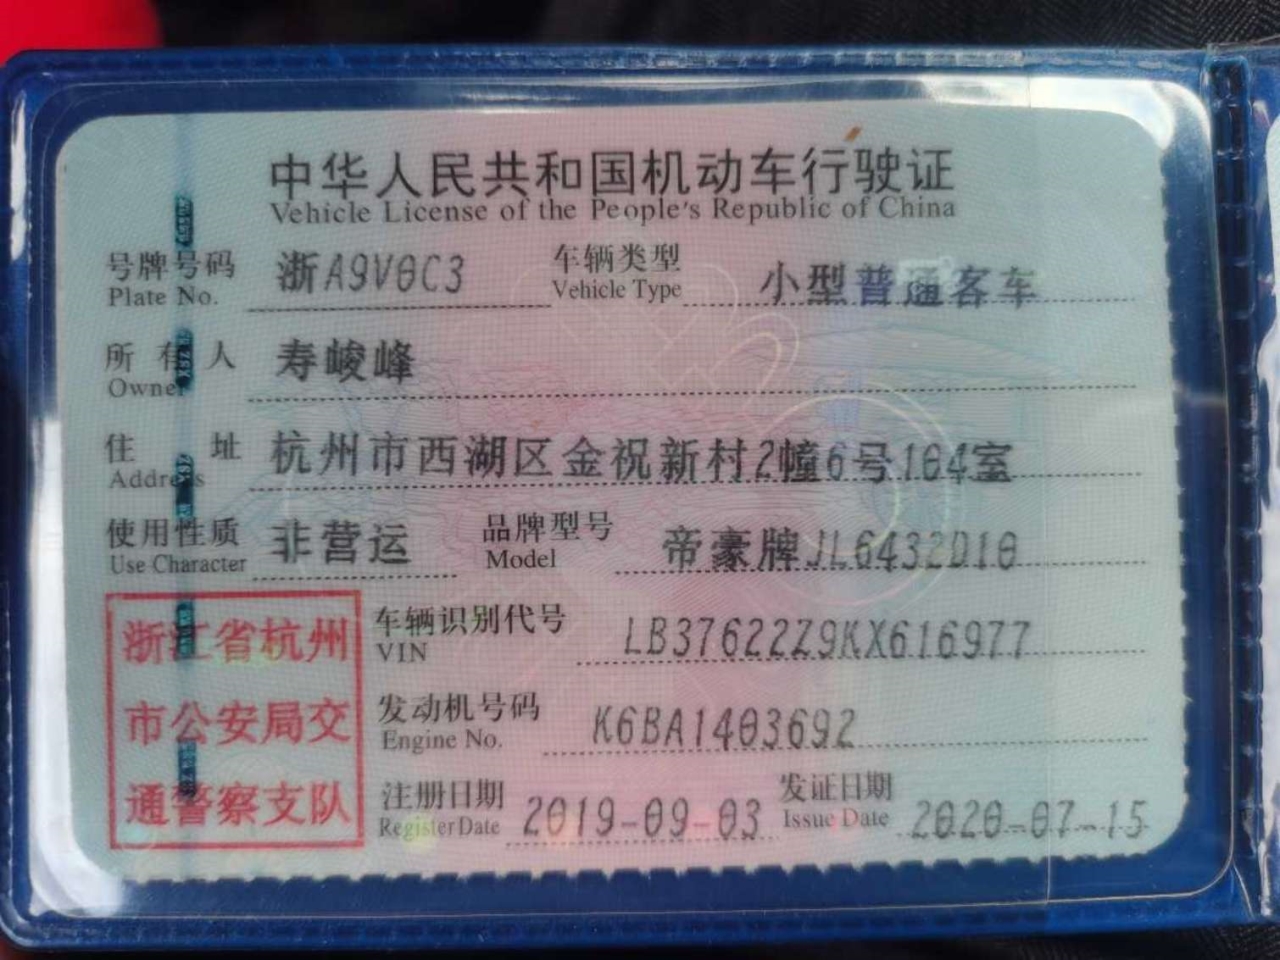 中华人民共和国机动车行驶证
Vehicle License of the People's Republic of China
号牌号码 浙A9V0C3 车辆类型 小型普通客车
Plate No. Vehicle Type
所有人 寿峻峰
Owner
住址 杭州市西湖区金祝新村2幢6号104室
Address
使用性质 非营运 品牌型号 帝豪牌JL6432D10
Use Character Model
浙江省杭州 车辆识别代号 LB37622Z9KX616977
VIN
市公安局交 发动机号码 K6BA1403692
Engine No.
通警察支队 注册日期 2019-09-03 发证日期 2020-07-15
Register Date Issue Date